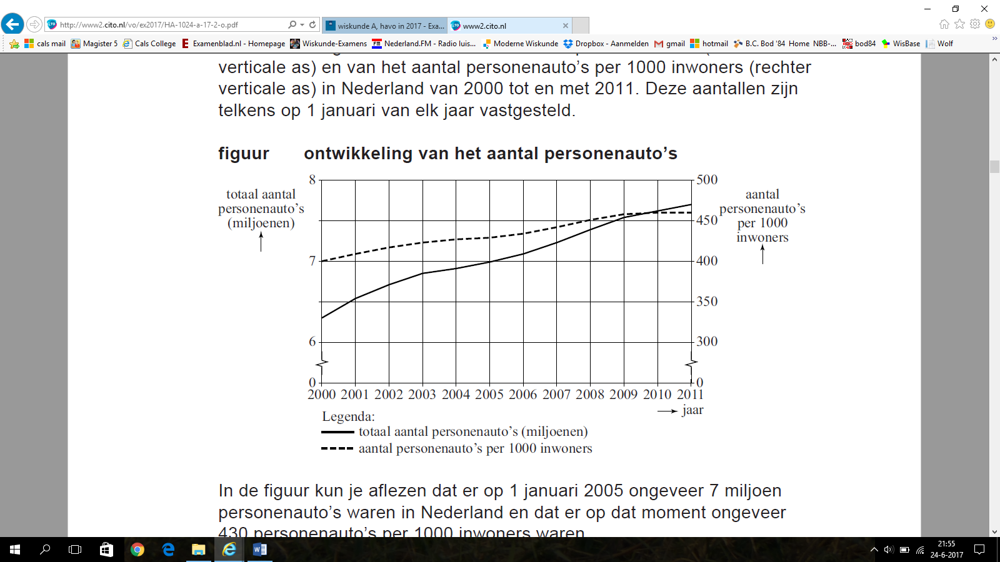 http://www2.cito.nl/vo/ex2017/HA-1024-a-17-2-o.pdf
wiskunde A, havo in 2017 - Exa...
www2.cito.nl
cals mail
Magister 5
Cals College
Examenblad.nl - Homepage
Wiskunde-Examens
Nederland.FM - Radio luis...
Moderne Wiskunde
Dropbox - Aanmelden
gmail
hotmail
B.C. Bod '84 Home NBB-...
bod84
WisBase
Wolf
verticale as) en van het aantal personenauto's per 1000 inwoners (rechter
verticale as) in Nederland van 2000 tot en met 2011. Deze aantallen zijn
telkens op 1 januari van elk jaar vastgesteld.
figuur ontwikkeling van het aantal personenauto's
totaal aantal
personenauto's
(miljoenen)
8
7
6
0
500
450
400
350
300
0
aantal
personenauto's
per 1000
inwoners
2000 2001 2002 2003 2004 2005 2006 2007 2008 2009 2010 2011
jaar
Legenda:
totaal aantal personenauto's (miljoenen)
aantal personenauto's per 1000 inwoners
In de figuur kun je aflezen dat er op 1 januari 2005 ongeveer 7 miljoen
personenauto's waren in Nederland en dat er op dat moment ongeveer
430 personenauto's per 1000 inwoners waren
21:55
24-6-2017